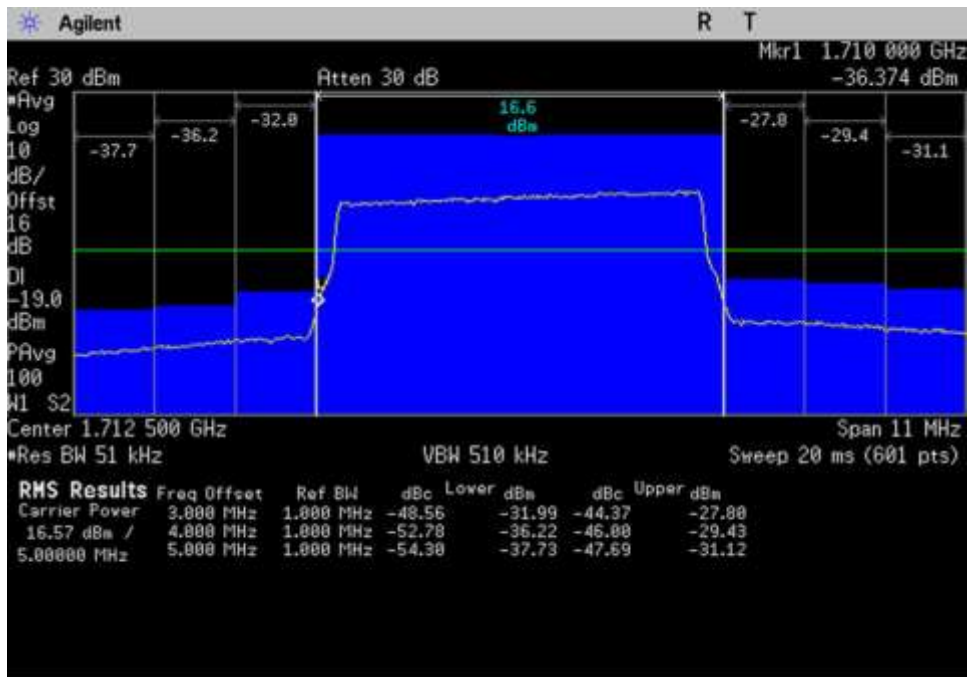 Agilent R T
Mkr1 1.710 000 GHz
Ref 30 dBm Atten 30 dB -36.374 dBm
#Avg
Log
10
dB/
Offst
16
dB
DI
-19.0
dBm
PAvg
100
W1 S2
-37.7 -36.2 -32.0 16.6
dBm -27.8 -29.4 -31.1
Center 1.712 500 GHz Span 11 MHz
#Res BW 51 kHz VBW 510 kHz Sweep 20 ms (601 pts)
RMS Results Freq Offset Ref BW dBc Lower dBm dBc Upper dBm
Carrier Power 3.000 MHz 1.000 MHz -48.56 -31.99 -44.37 -27.80
16.57 dBm / 4.000 MHz 1.000 MHz -52.78 -36.22 -46.00 -29.43
5.00000 MHz 5.000 MHz 1.000 MHz -54.30 -37.73 -47.69 -31.12